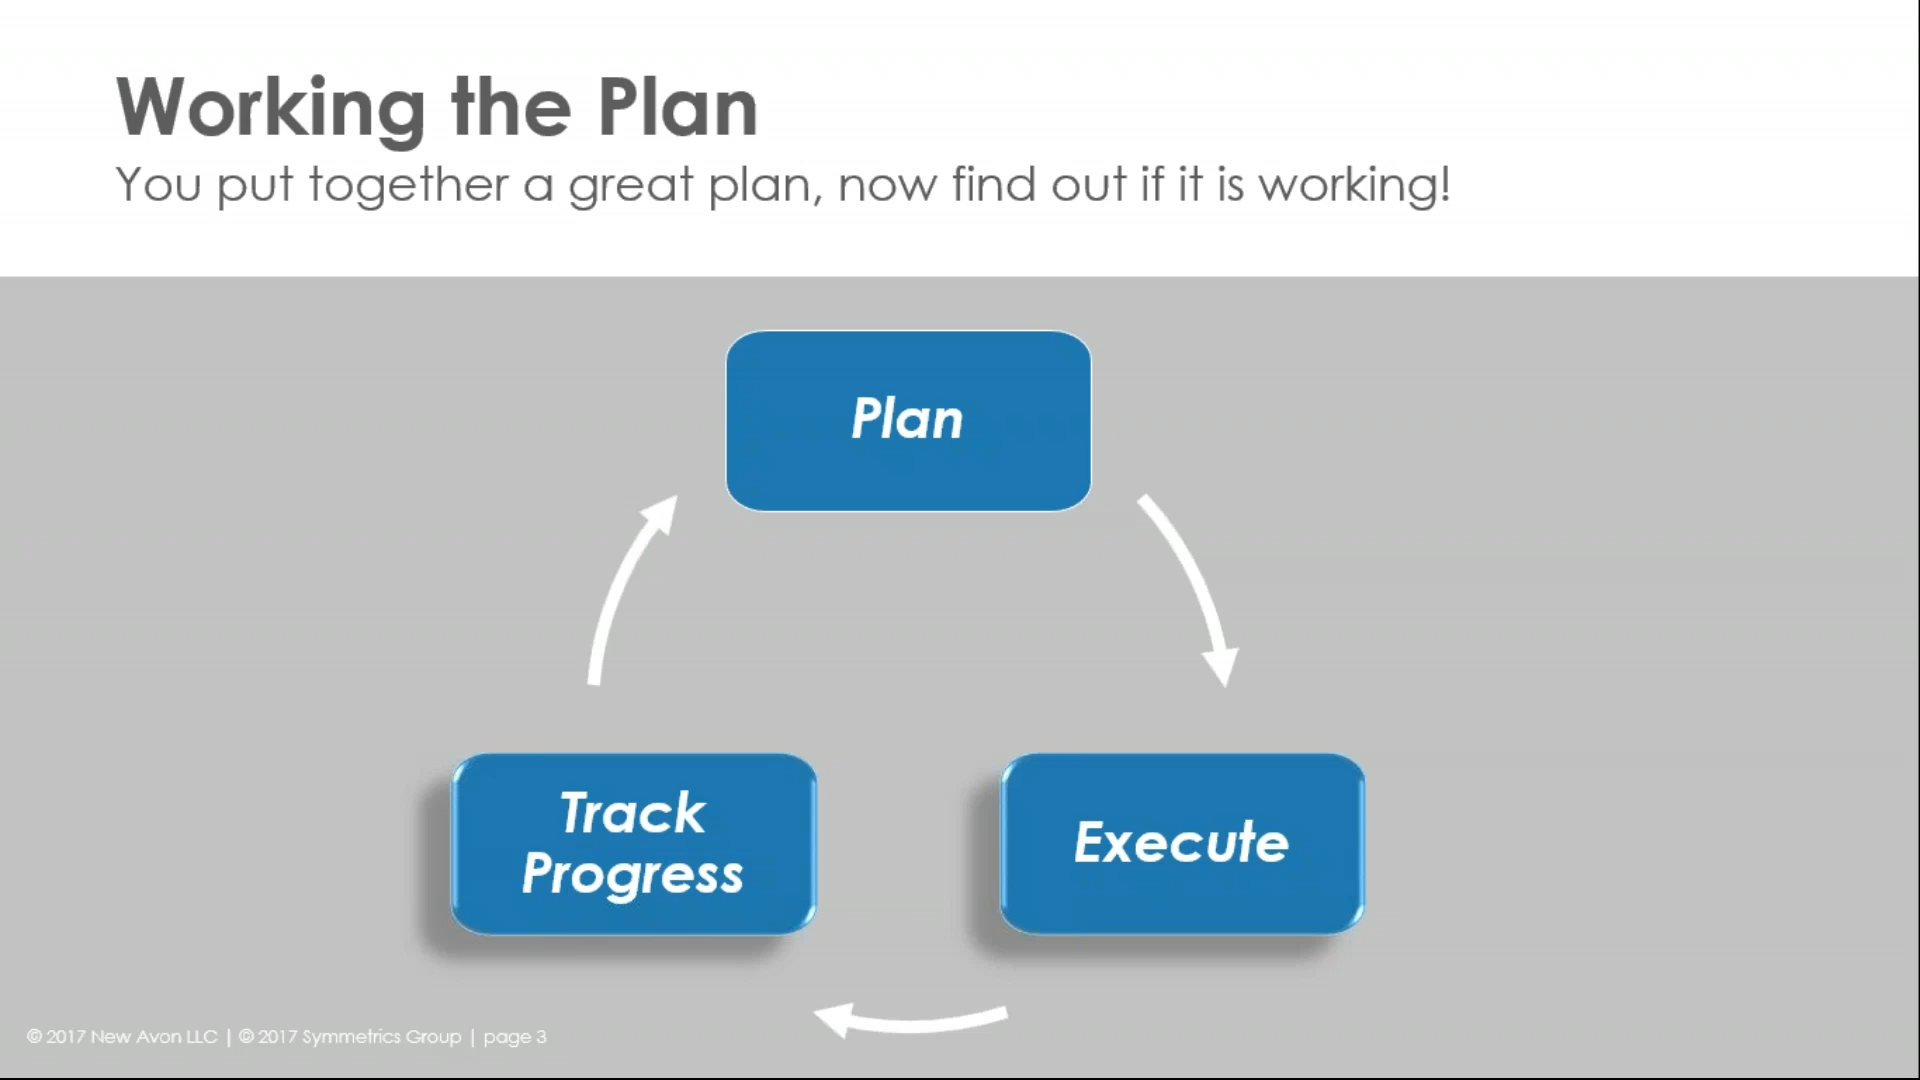 Working the Plan
You put together a great plan, now find out if it is working!
Plan
Track
Progress
Execute
© 2017 New Avon LLC | © 2017 Symmetrics Group | page 3